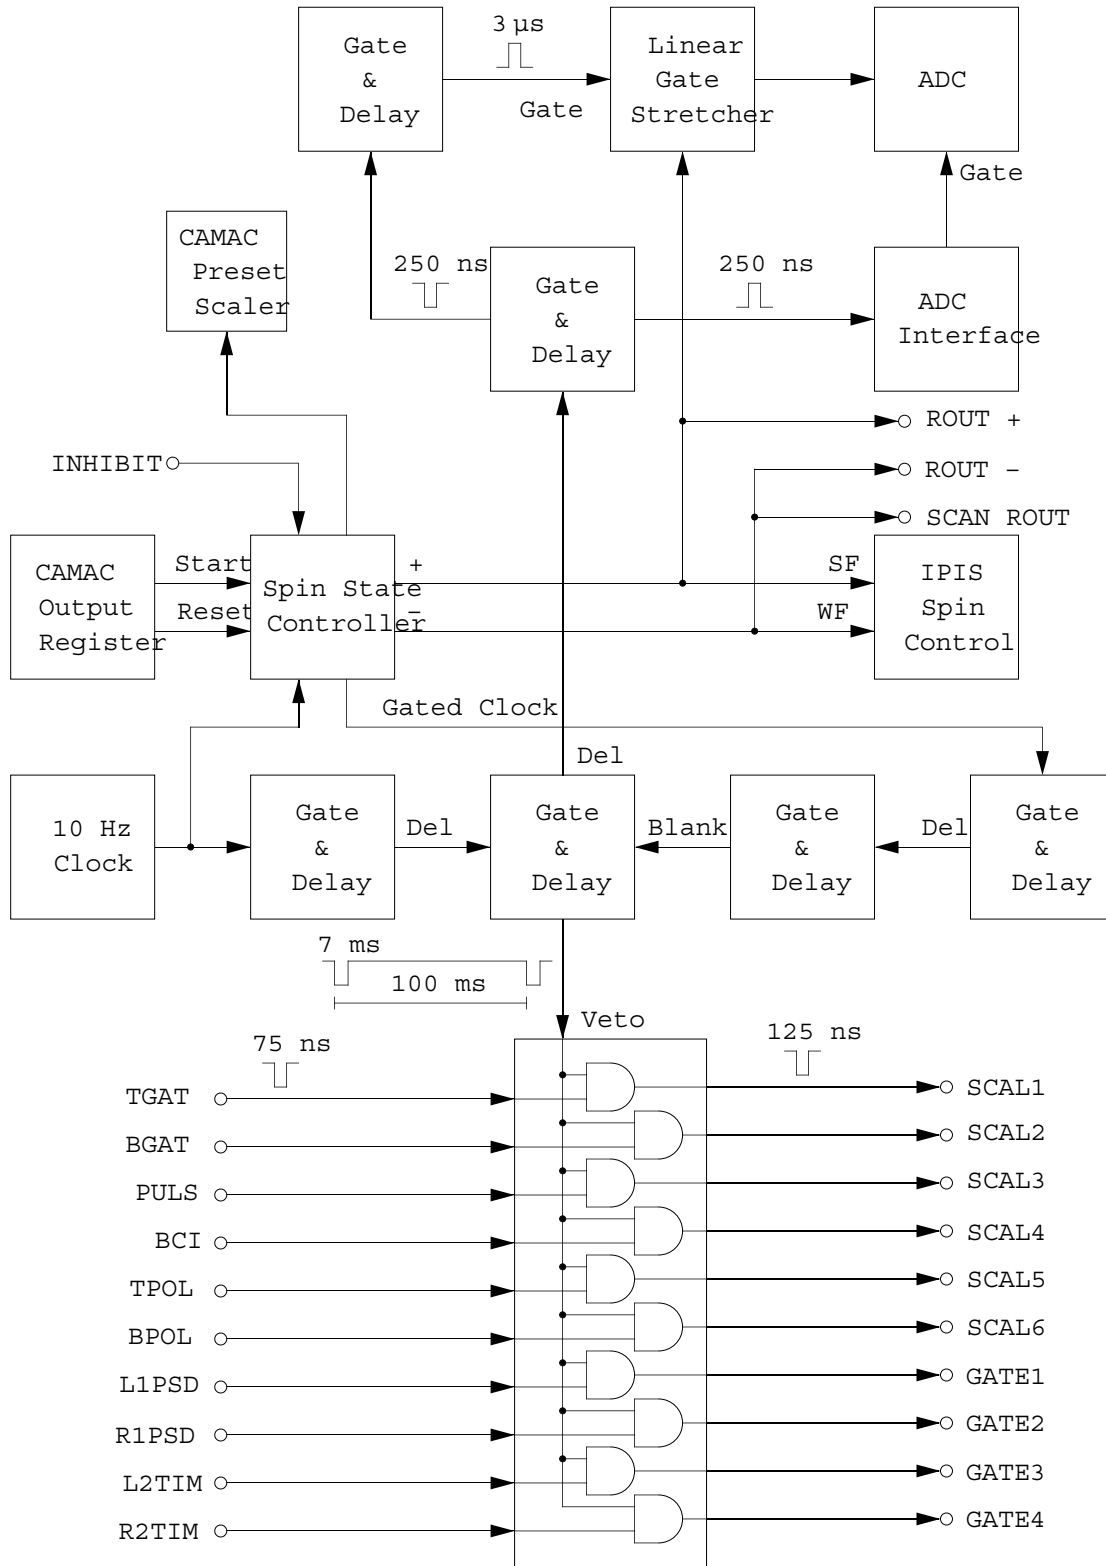 Gate
&
Delay
3 µs
Gate
Linear
Gate
Stretcher
ADC
Gate
CAMAC
Preset
Scaler
250 ns
Gate
&
Delay
250 ns
ADC
Interface
ROUT +
ROUT −
SCAN ROUT
INHIBIT
CAMAC
Output
Register
Start
Reset
Spin State
Controller
+
−
SF
WF
IPIS
Spin
Control
Gated Clock
Del
10 Hz
Clock
Gate
&
Delay
Del
Gate
&
Delay
Blank
Gate
&
Delay
Del
Gate
&
Delay
7 ms
100 ms
Veto
75 ns
125 ns
TGAT
SCAL1
BGAT
SCAL2
PULS
SCAL3
BCI
SCAL4
TPOL
SCAL5
BPOL
SCAL6
L1PSD
GATE1
R1PSD
GATE2
L2TIM
GATE3
R2TIM
GATE4